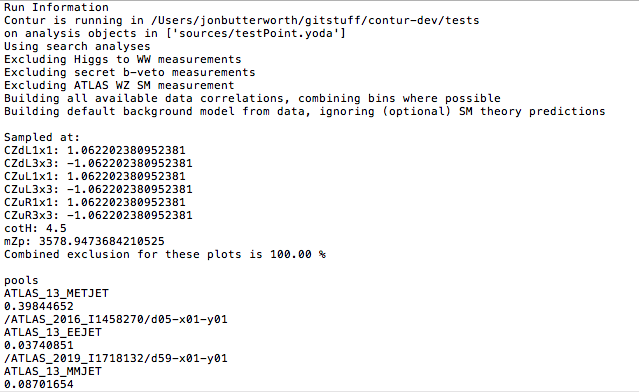 Run Information
Contur is running in /Users/jonbutterworth/gitstuff/contur-dev/tests
on analysis objects in ['sources/testPoint.yoda']
Using search analyses
Excluding Higgs to WW measurements
Excluding secret b-veto measurements
Excluding ATLAS WZ SM measurement
Building all available data correlations, combining bins where possible
Building default background model from data, ignoring (optional) SM theory predictions
Sampled at:
CZdL1x1: 1.062202380952381
CZdL3x3: -1.062202380952381
CZuL1x1: 1.062202380952381
CZuL3x3: -1.062202380952381
CZuR1x1: 1.062202380952381
CZuR3x3: -1.062202380952381
cotH: 4.5
mZp: 3578.9473684210525
Combined exclusion for these plots is 100.00 %
pools
ATLAS_13_METJET
0.39844652
/ATLAS_2016_I1458270/d05-x01-y01
ATLAS_13_EEJET
0.03740851
/ATLAS_2019_I1718132/d59-x01-y01
ATLAS_13_MMJET
0.08701654